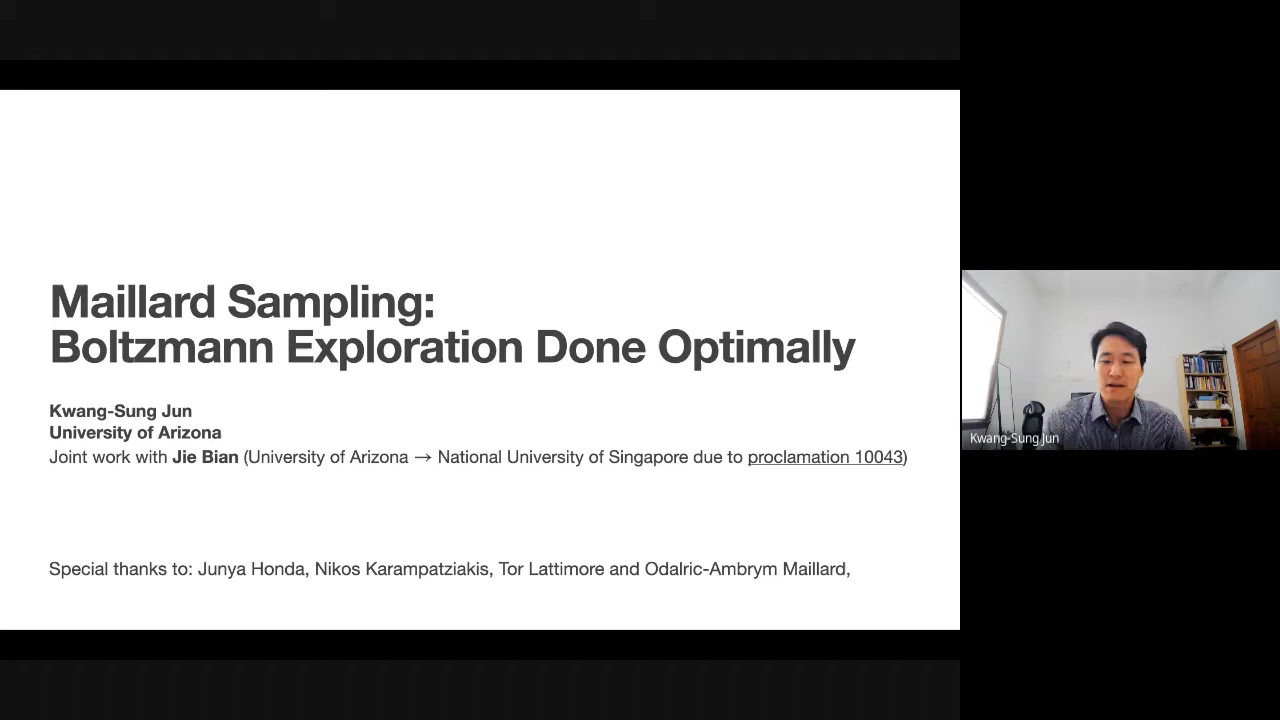 Maillard Sampling:
Boltzmann Exploration Done Optimally
Kwang-Sung Jun
University of Arizona
Joint work with Jie Bian (University of Arizona → National University of Singapore due to proclamation 10043)
Special thanks to: Junya Honda, Nikos Karampatziakis, Tor Lattimore and Odalric-Ambrym Maillard,
Kwang-Sung Jun